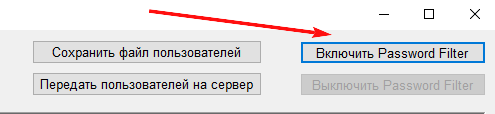 Сохранить файл пользователей
Включить Password Filter
Передать пользователей на сервер
Выключить Password Filter